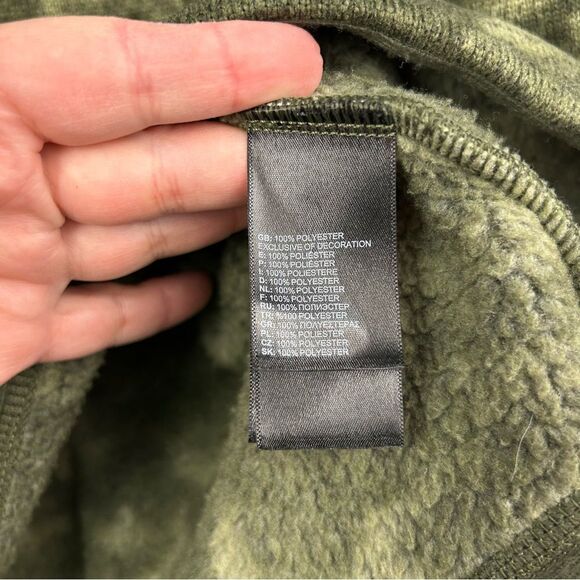 GB: 100% POLYESTER
EXCLUSIVE OF DECORATION
E: 100% POLIÉSTER
P: 100% POLIÉSTER
I: 100% POLIESTERE
D: 100% POLYESTER
NL: 100% POLYESTER
F: 100% POLYESTER
RU: 100% ПОЛИЭСТЕР
TR: %100 POLYESTER
GR: 100% ΠΟΛΥΕΣΤΕΡΑΣ
PL: 100% POLIESTER
CZ: 100% POLYESTER
SK: 100% POLYESTER